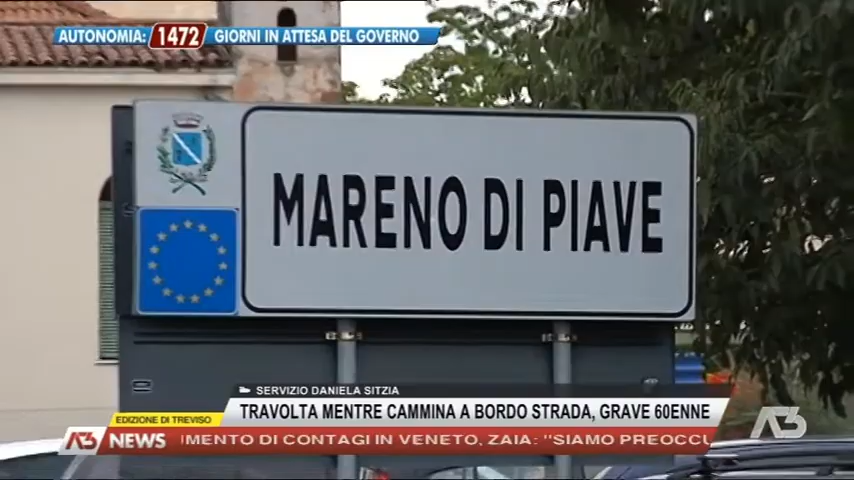 AUTONOMIA: 1472 GIORNI IN ATTESA DEL GOVERNO
MARENO DI PIAVE
SERVIZIO DANIELA SITZIA
EDIZIONE DI TREVISO
TRAVOLTA MENTRE CAMMINA A BORDO STRADA, GRAVE 60ENNE
A3 NEWS IMENTO DI CONTAGI IN VENETO, ZAIA: "SIAMO PREOCCU
A3